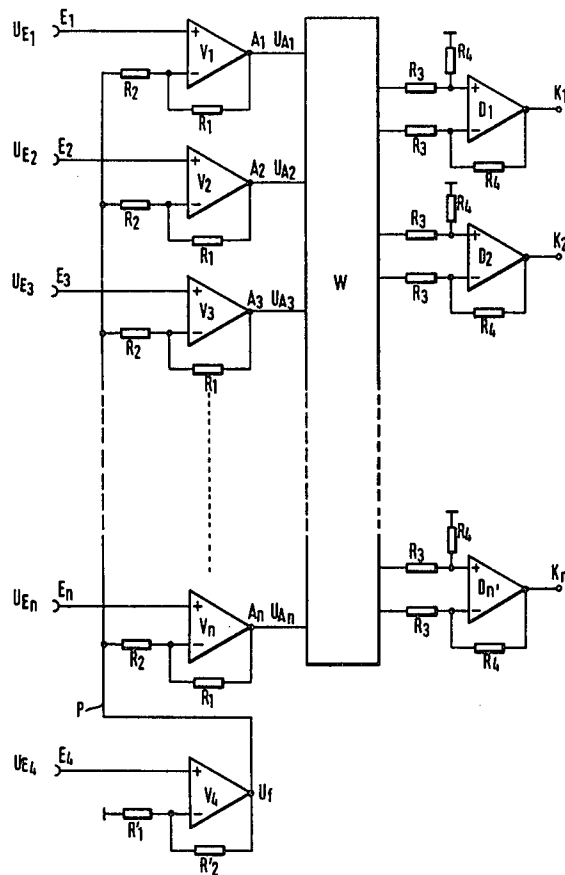 UE1 E1 + V1 − A1 UA1
R2 R1
R3 R4 + D1 − K1
R3 R4
UE2 E2 + V2 − A2 UA2
R2 R1
R3 R4 + D2 − K2
R3 R4
UE3 E3 + V3 − A3 UA3
R2 R1
W
R3 R4 + Dn' − Kn
R3 R4
UEn En + Vn − An UAn
R2 R1
P
UE4 E4 + V4 − Uf
R'1 R'2